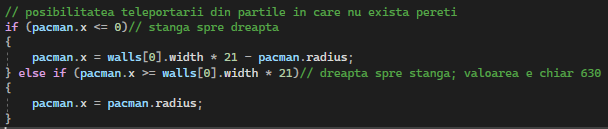 // posibilitatea teleportarii din partile in care nu exista pereti
if (pacman.x <= 0)// stanga spre dreapta
{
    pacman.x = walls[0].width * 21 - pacman.radius;
} else if (pacman.x >= walls[0].width * 21)// dreapta spre stanga; valoarea e chiar 630
{
    pacman.x = pacman.radius;
}